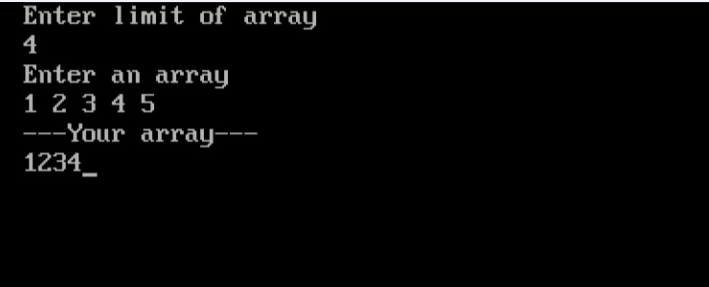 Enter limit of array
4
Enter an array
1 2 3 4 5
---Your array---
1234_